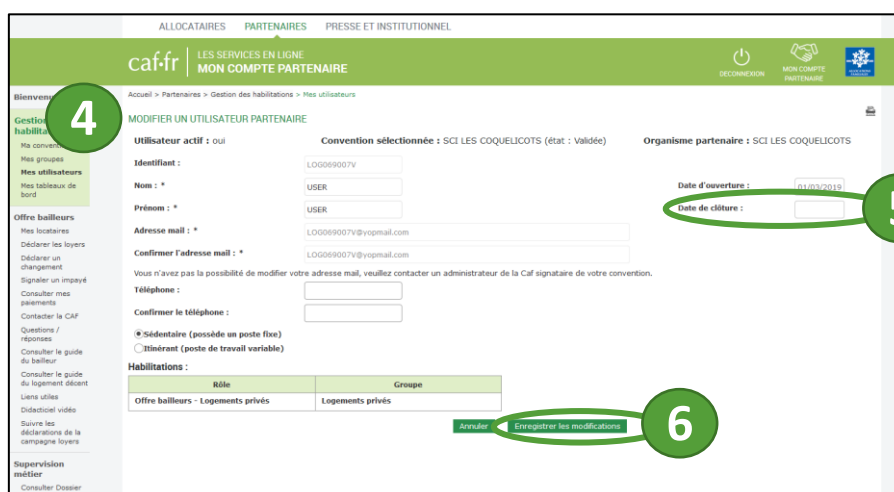 ALLOCATAIRES PARTENAIRES PRESSE ET INSTITUTIONNEL
caf.fr
LES SERVICES EN LIGNE
MON COMPTE PARTENAIRE
DÉCONNEXION
MON COMPTE
PARTENAIRE
Accueil > Partenaires > Gestion des habilitations > Mes utilisateurs
4
MODIFIER UN UTILISATEUR PARTENAIRE
Utilisateur actif : oui Convention sélectionnée : SCI LES COQUELICOTS (état : Validée) Organisme partenaire : SCI LES COQUELICOTS
Identifiant : LOG069007V
Nom : * USER Date d'ouverture : 01/03/2019
Prénom : * USER Date de clôture :
5
Adresse mail : * LOG069007V@yopmail.com
Confirmer l'adresse mail : * LOG069007V@yopmail.com
Vous n'avez pas la possibilité de modifier votre adresse mail, veuillez contacter un administrateur de la Caf signataire de votre convention.
Téléphone :
Confirmer le téléphone :
Sédentaire (possède un poste fixe)
Itinérant (poste de travail variable)
Habilitations :
Rôle Groupe
Offre bailleurs - Logements privés Logements privés
Annuler Enregistrer les modifications
6
Mes groupes
Mes utilisateurs
Mes tableaux de
bord
Offre bailleurs
Mes locataires
Déclarer les loyers
Déclarer un
changement
Signaler un impayé
Consulter mes
paiements
Contacter la CAF
Questions /
réponses
Consulter le guide
du bailleur
Consulter le guide
du logement décent
Liens utiles
Didacticiel vidéo
Suivre les
déclarations de la
campagne loyers
Supervision
métier
Consulter Dossier